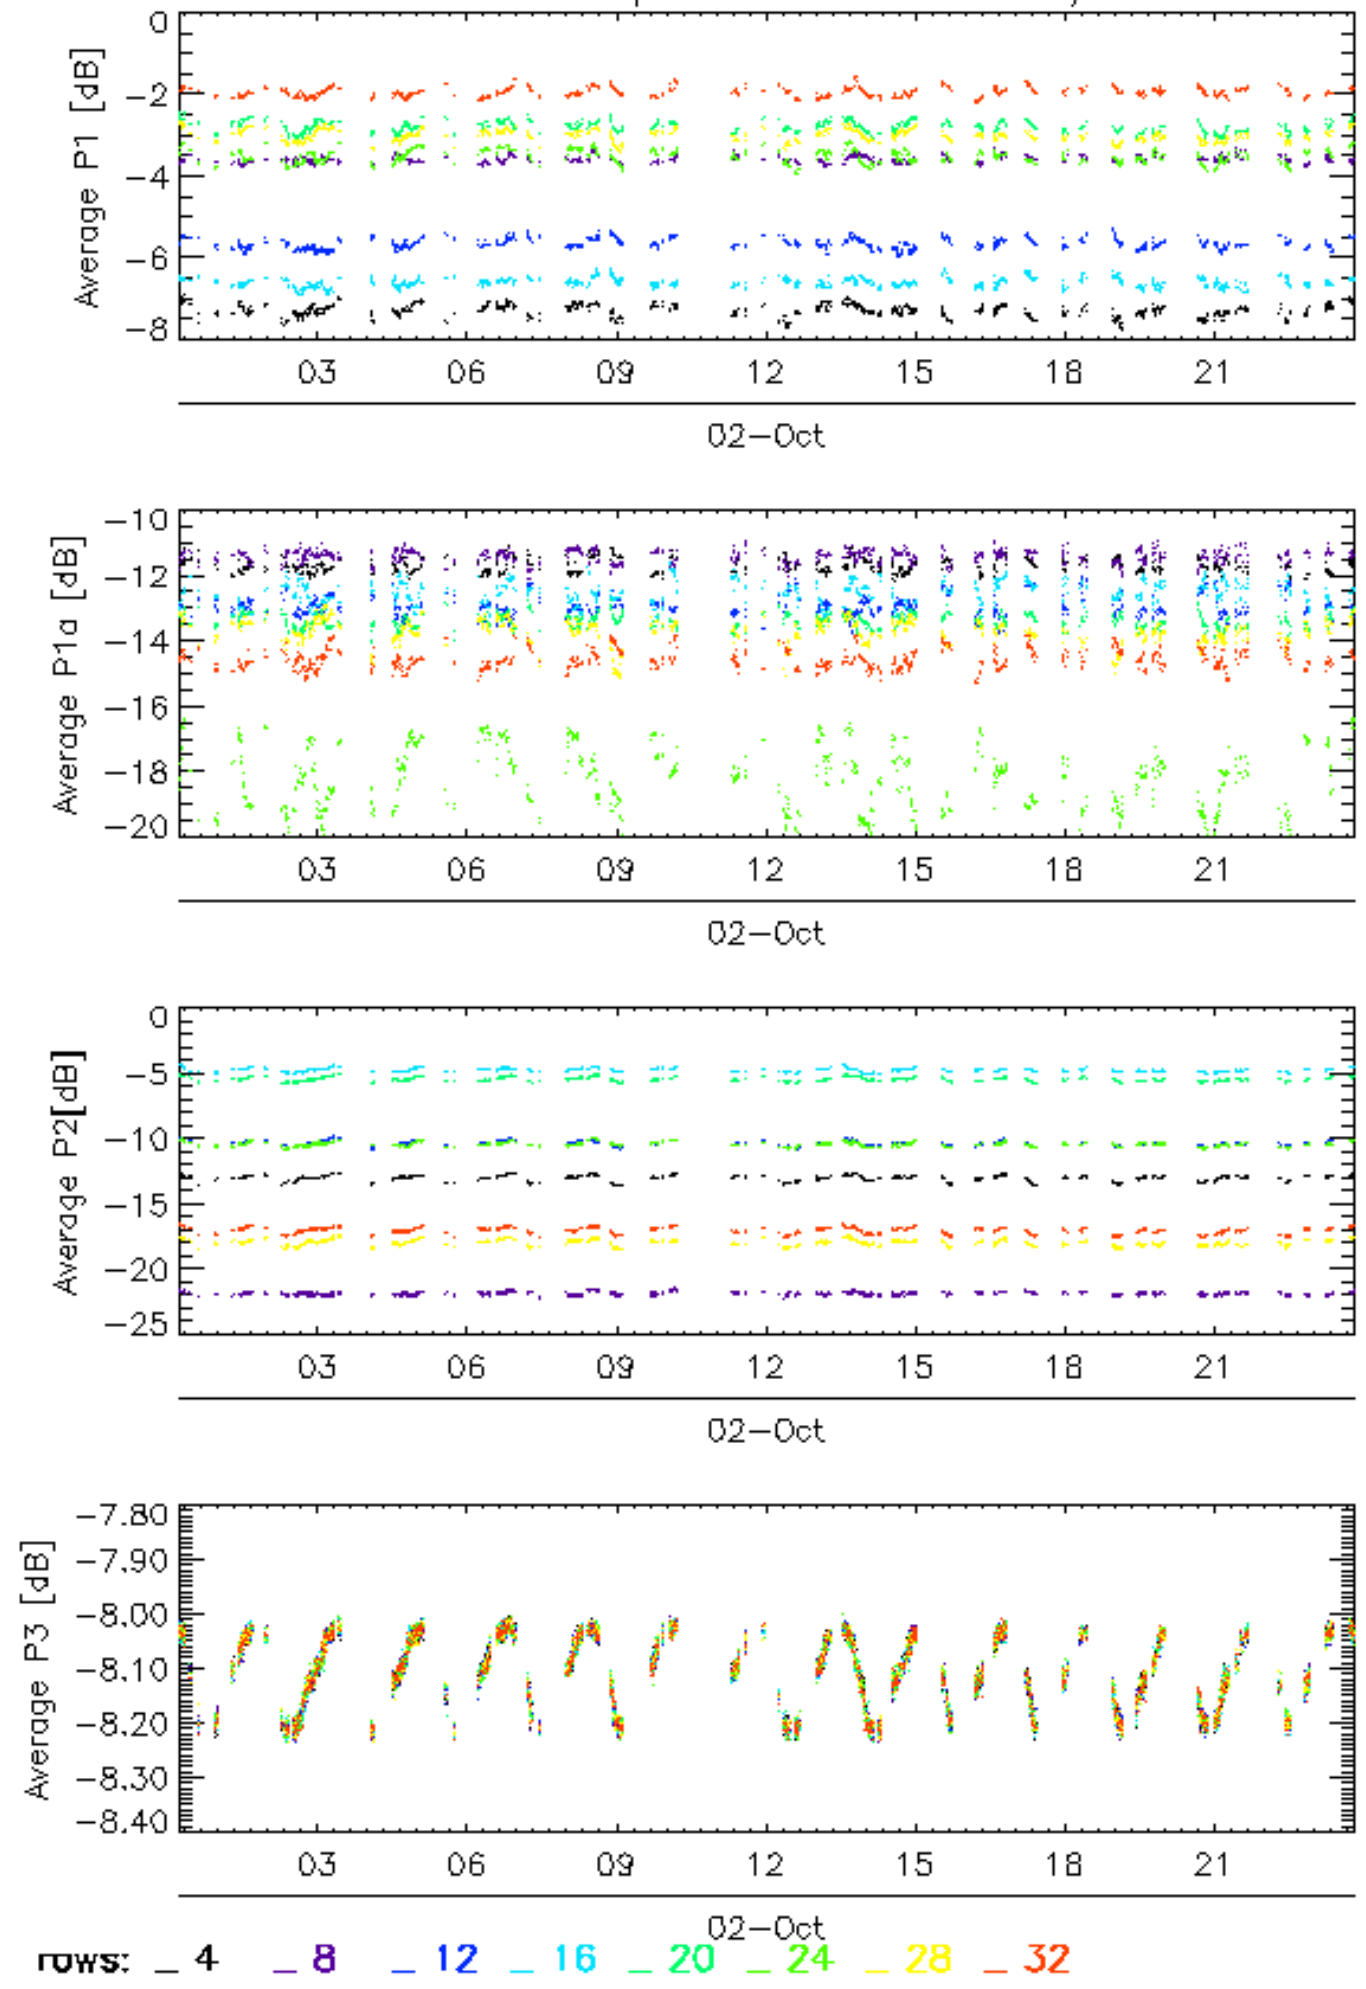 0
−2
−4
−6
−8
Average P1 [dB]
03 06 09 12 15 18 21
02−Oct
−10
−12
−14
−16
−18
−20
Average P1a [dB]
03 06 09 12 15 18 21
02−Oct
0
−5
−10
−15
−20
−25
Average P2[dB]
03 06 09 12 15 18 21
02−Oct
−7.80
−7.90
−8.00
−8.10
−8.20
−8.30
−8.40
Average P3 [dB]
03 06 09 12 15 18 21
02−Oct
rows: _ 4 _ 8 _ 12 _ 16 _ 20 _ 24 _ 28 _ 32